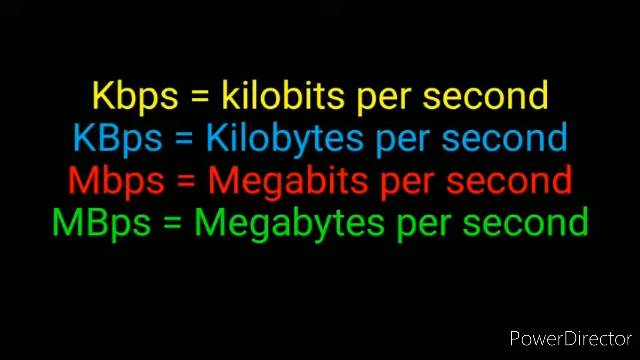 Kbps = kilobits per second
KBps = Kilobytes per second
Mbps = Megabits per second
MBps = Megabytes per second
PowerDirector